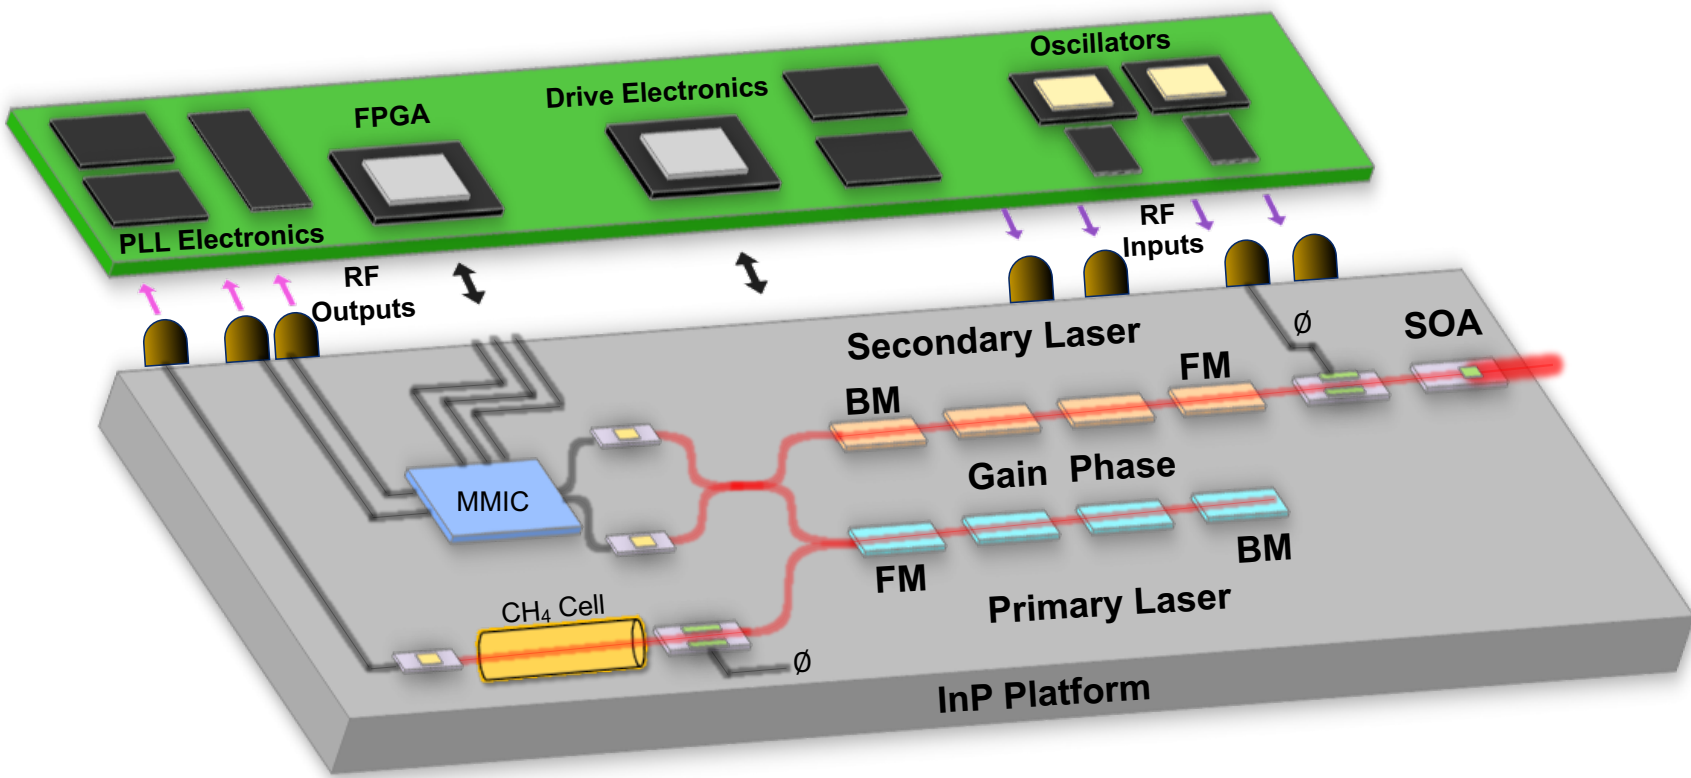 Oscillators
Drive Electronics
FPGA
PLL Electronics
RF
Inputs
RF
Outputs
Secondary Laser
Ø
SOA
BM
FM
Gain Phase
MMIC
FM
BM
CH₄ Cell
Primary Laser
Ø
InP Platform